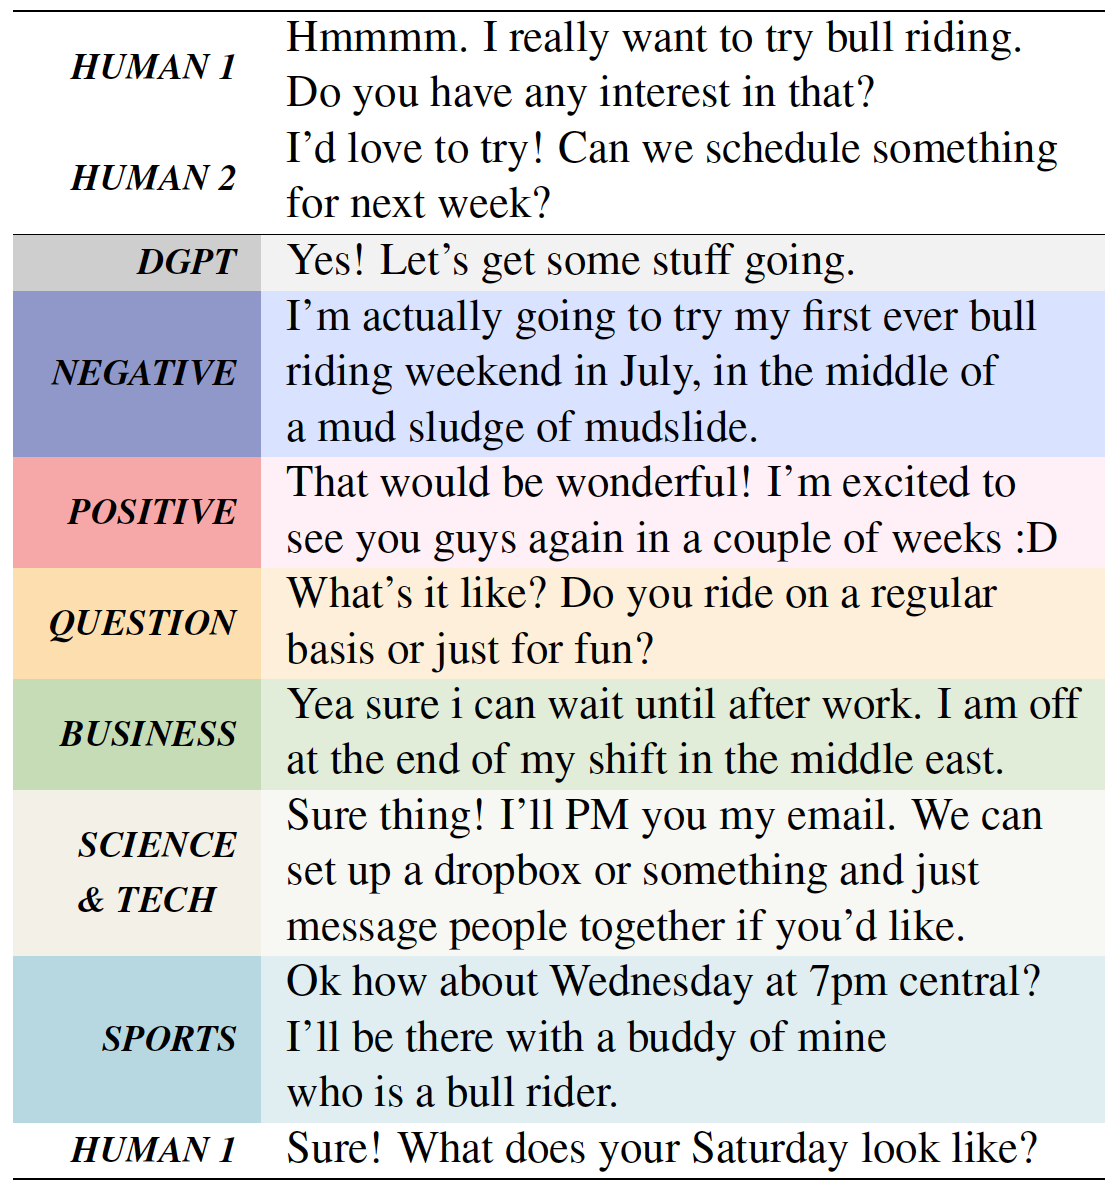 HUMAN 1
Hmmmm. I really want to try bull riding.
Do you have any interest in that?
HUMAN 2
I'd love to try! Can we schedule something
for next week?
DGPT
Yes! Let's get some stuff going.
NEGATIVE
I'm actually going to try my first ever bull
riding weekend in July, in the middle of
a mud sludge of mudslide.
POSITIVE
That would be wonderful! I'm excited to
see you guys again in a couple of weeks :D
QUESTION
What's it like? Do you ride on a regular
basis or just for fun?
BUSINESS
Yea sure i can wait until after work. I am off
at the end of my shift in the middle east.
SCIENCE
& TECH
Sure thing! I'll PM you my email. We can
set up a dropbox or something and just
message people together if you'd like.
SPORTS
Ok how about Wednesday at 7pm central?
I'll be there with a buddy of mine
who is a bull rider.
HUMAN 1
Sure! What does your Saturday look like?